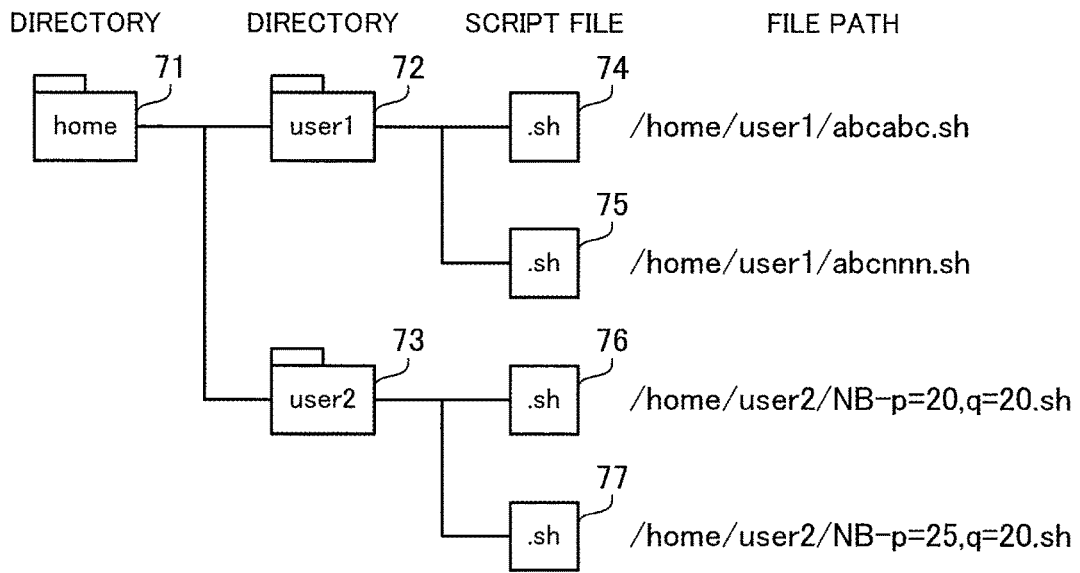 DIRECTORY DIRECTORY SCRIPT FILE FILE PATH
71 72 74
home user1 .sh /home/user1/abcabc.sh
75
.sh /home/user1/abcnnn.sh
73 76
user2 .sh /home/user2/NB-p=20,q=20.sh
77
.sh /home/user2/NB-p=25,q=20.sh